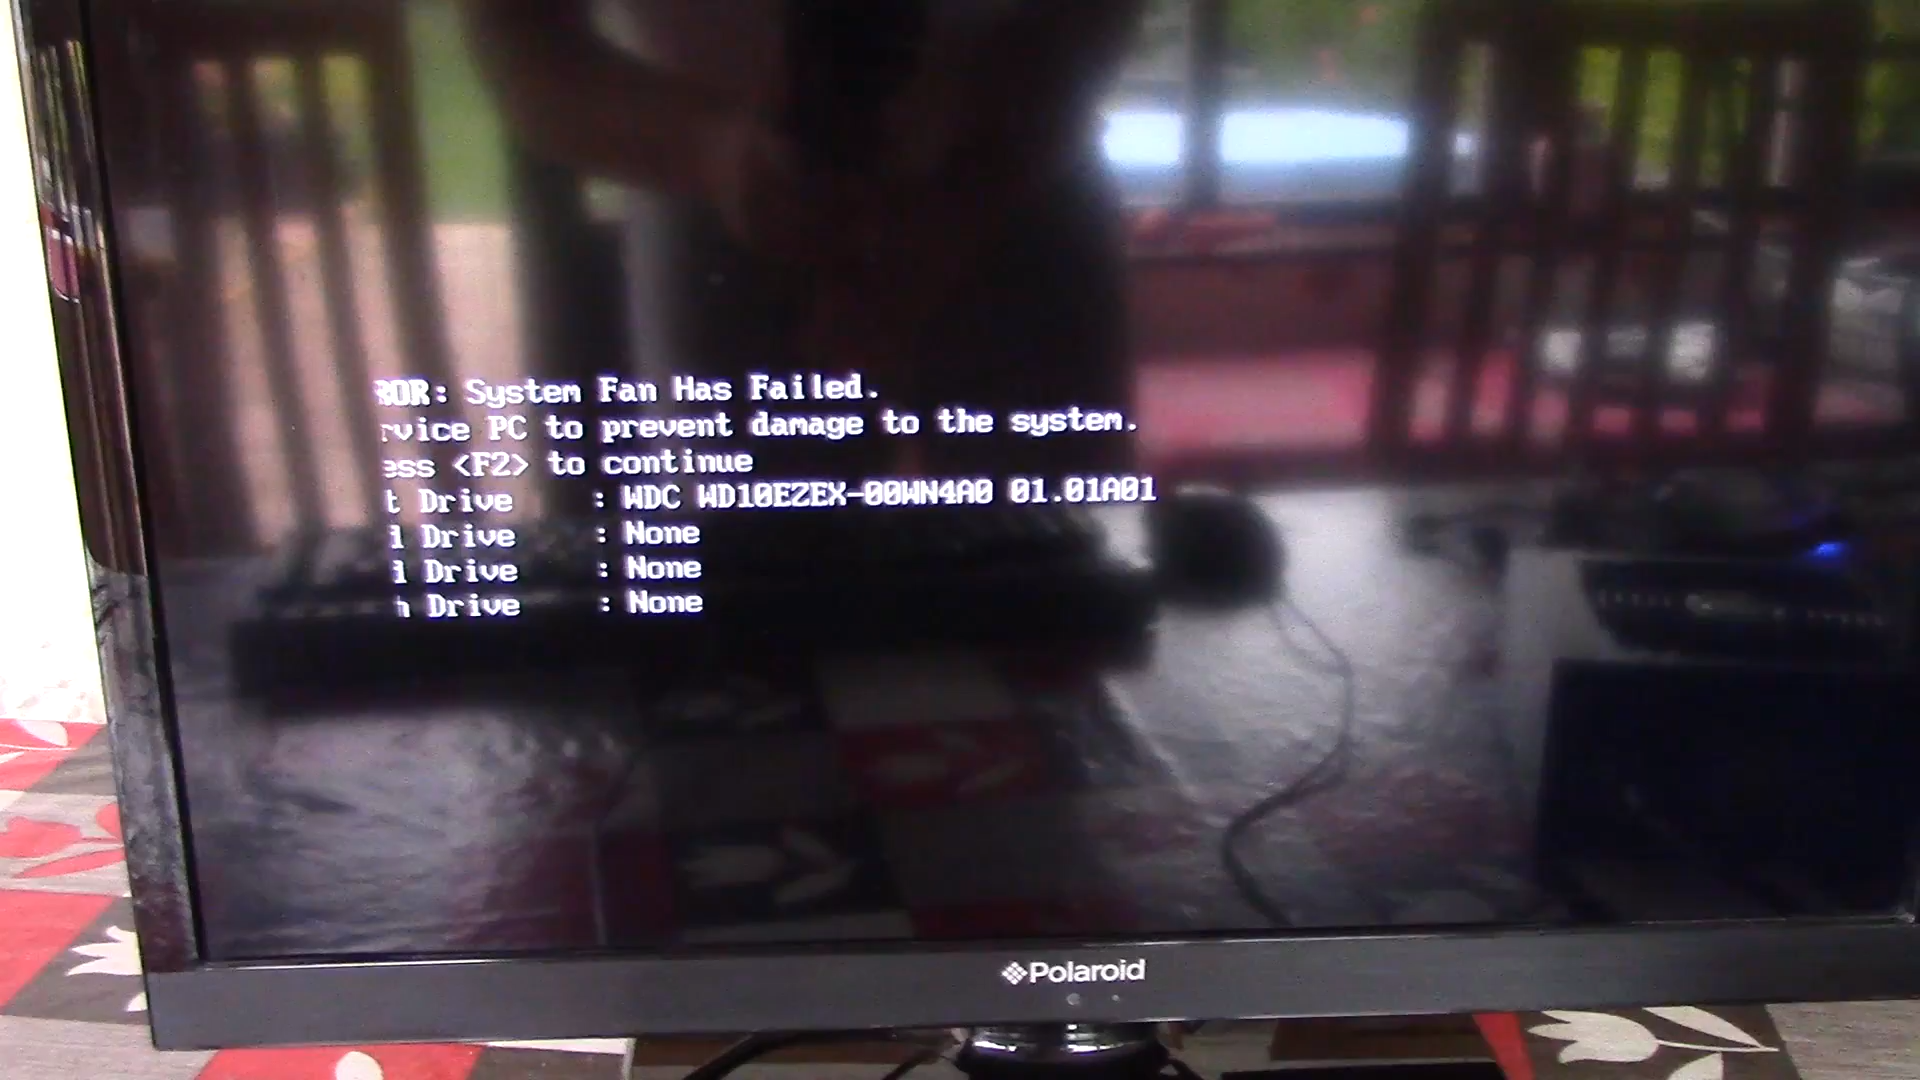 ROR: System Fan Has Failed.
rvice PC to prevent damage to the system.
ess <F2> to continue
t Drive : WDC WD10EZEX-00WN4A0 01.01A01
d Drive : None
d Drive : None
h Drive : None
Polaroid